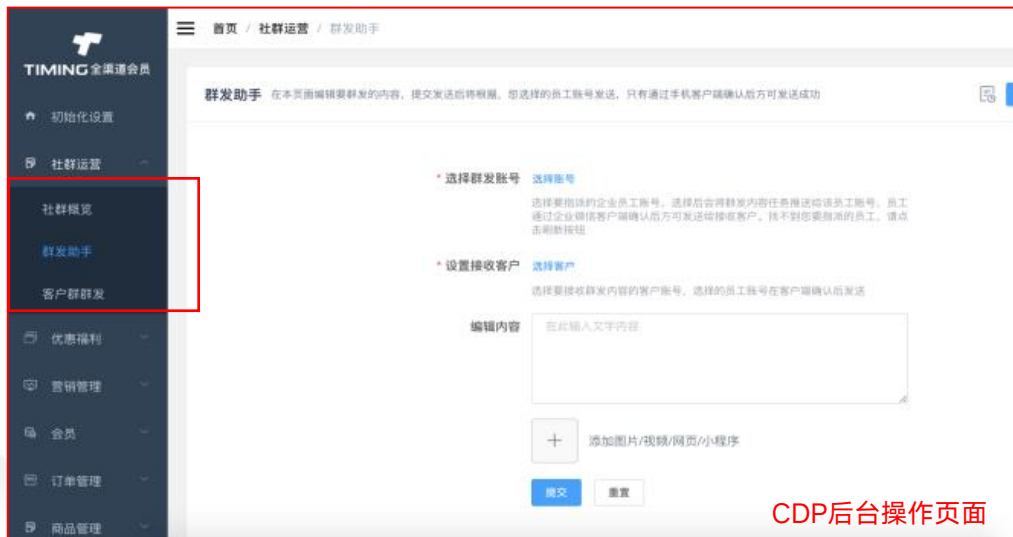 首页 / 社群运营 / 群发助手
TIMING全渠道会员
初始化设置
社群运营
社群概览
群发助手
客户群群发
优惠福利
营销管理
会员
订单管理
商品管理
群发助手 在本页面编辑要群发的内容，提交发送后将根据，您选择的员工账号发送，只有通过手机客户端确认后方可发送成功
* 选择群发账号 选择账号
选择要指派的企业员工账号，选择后会将群发内容任务推送给该员工账号，员工
通过企业微信客户端确认后方可发送给接收客户。找不到您要指派的员工，请点
击刷新按钮
* 设置接收客户 选择客户
选择要接收群发内容的客户账号，选择的员工账号在客户端确认后发送
编辑内容 在此输入文字内容
添加图片/视频/网页/小程序
提交 重置
CDP后台操作页面